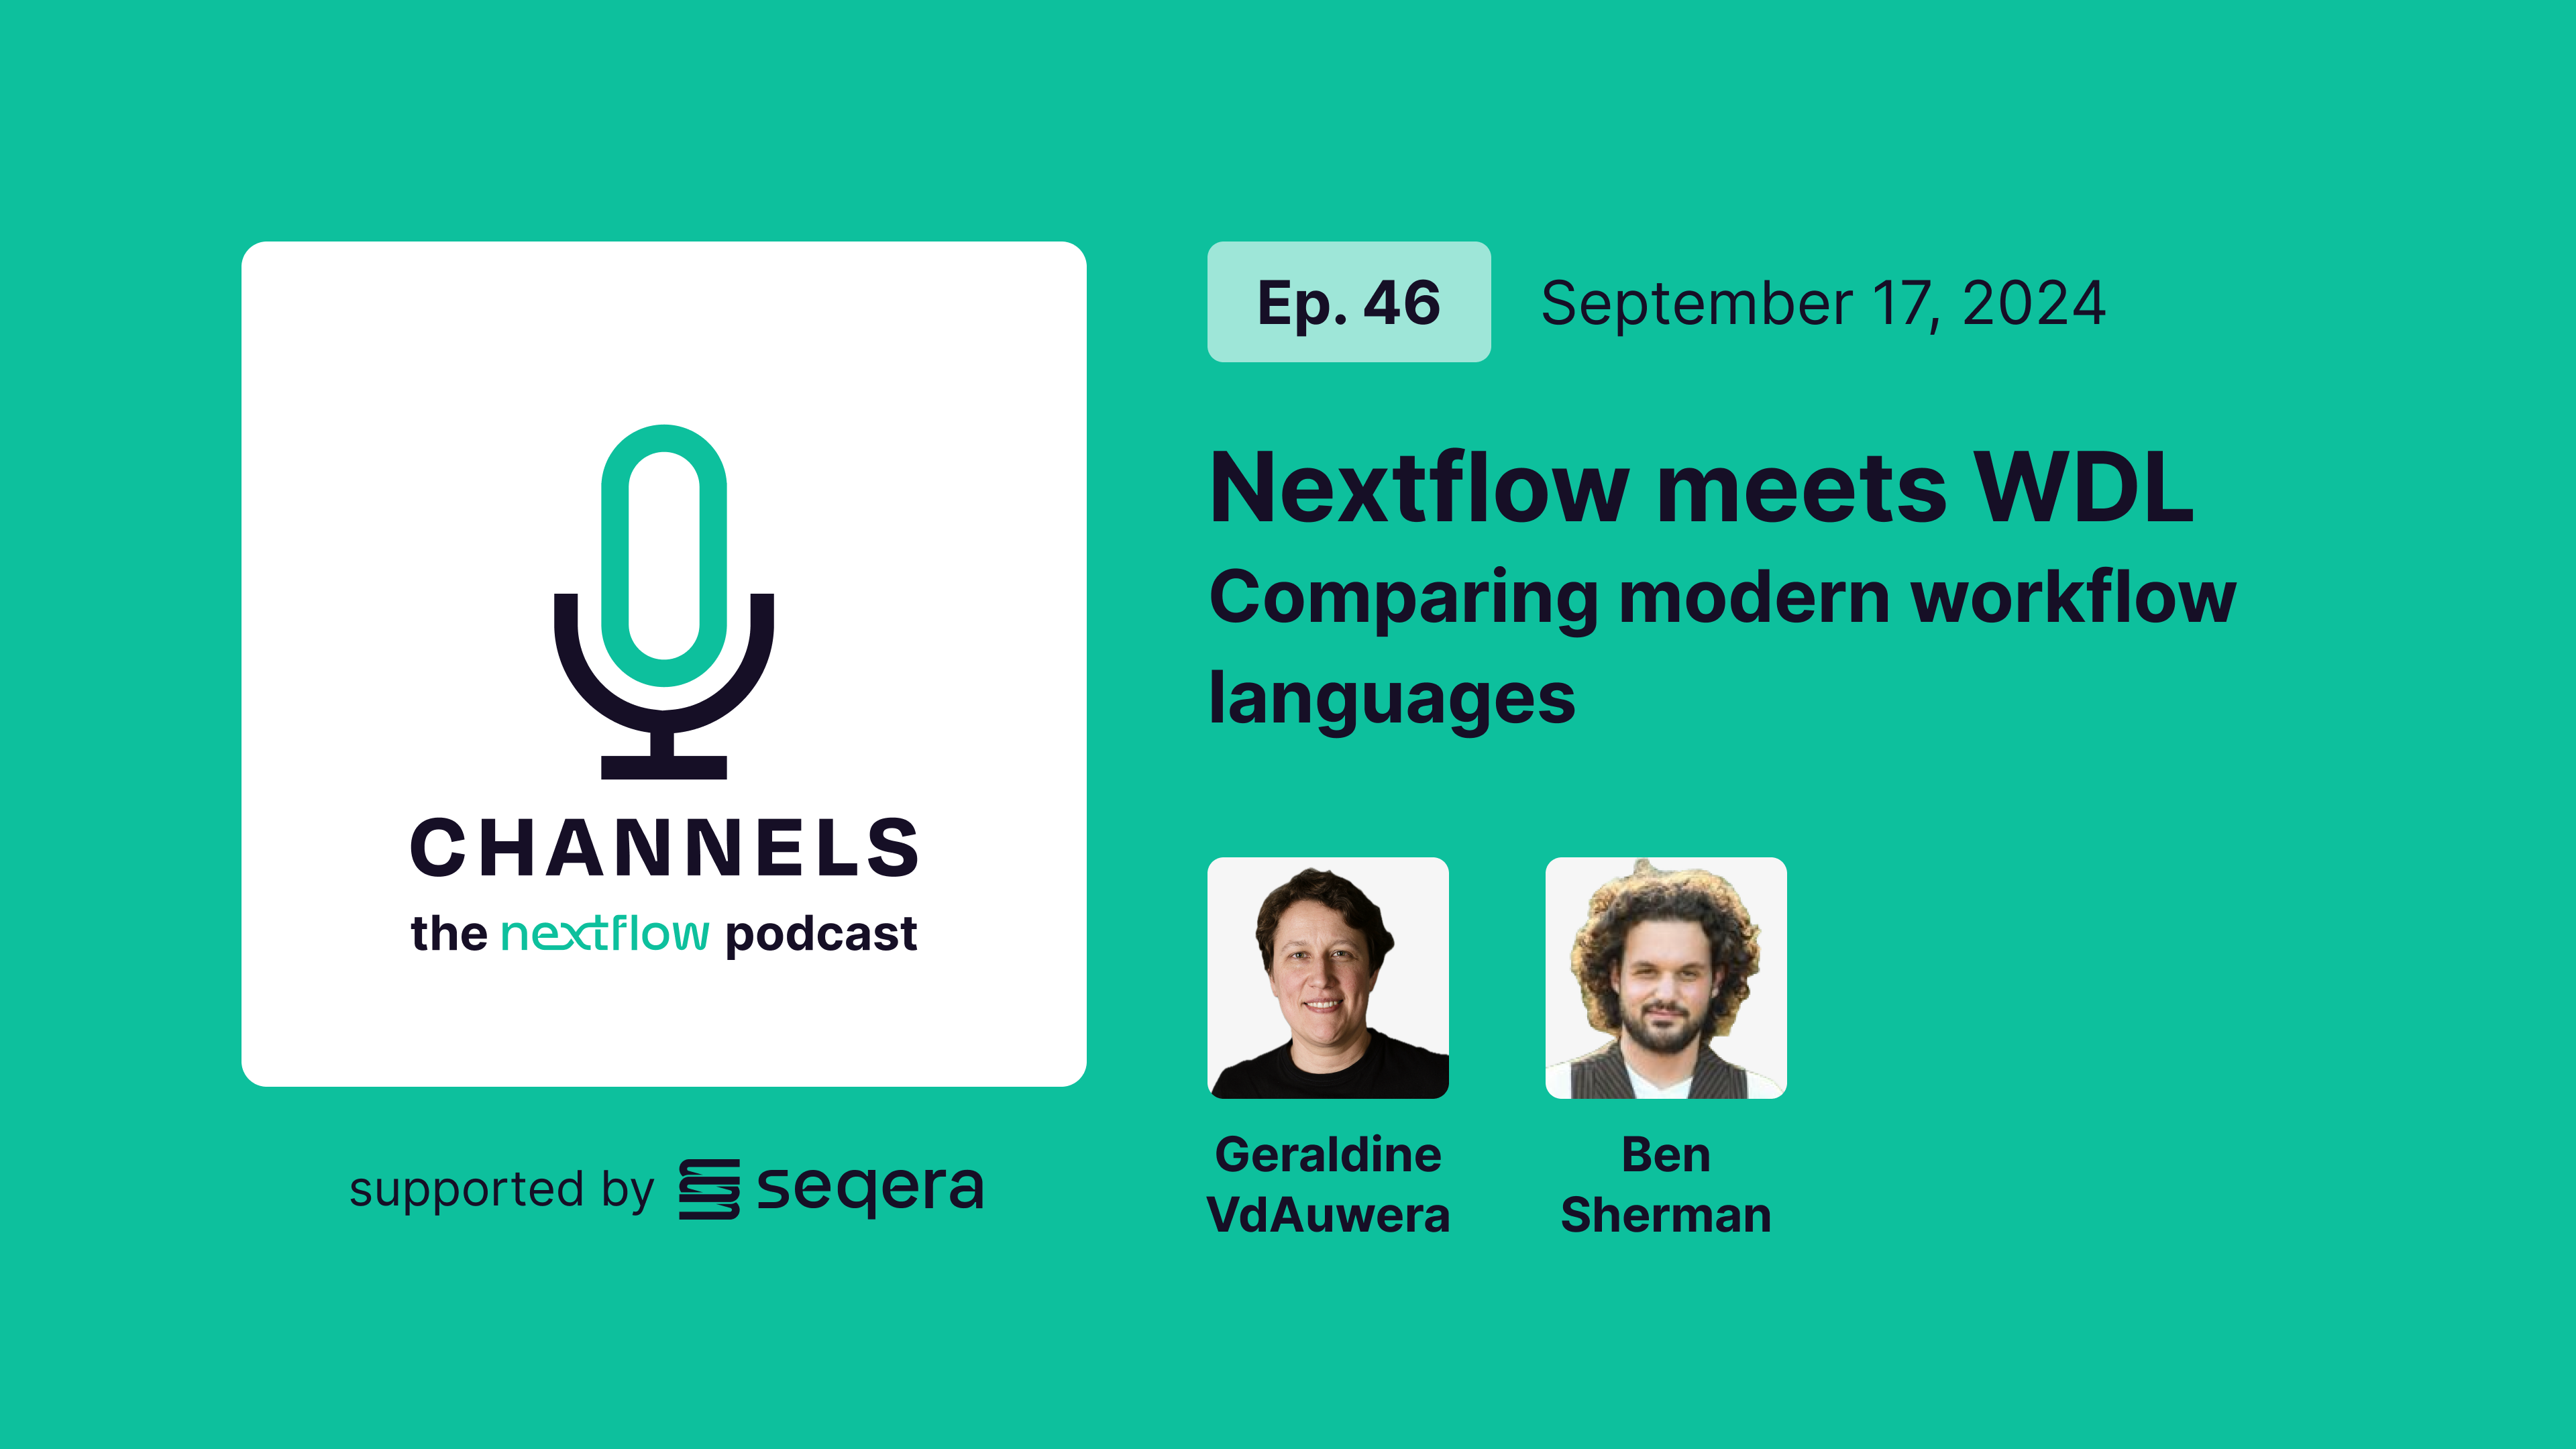 CHANNELS
the nextflow podcast
supported by seqera
Ep. 46
September 17, 2024
Nextflow meets WDL
Comparing modern workflow
languages
Geraldine
VdAuwera
Ben
Sherman